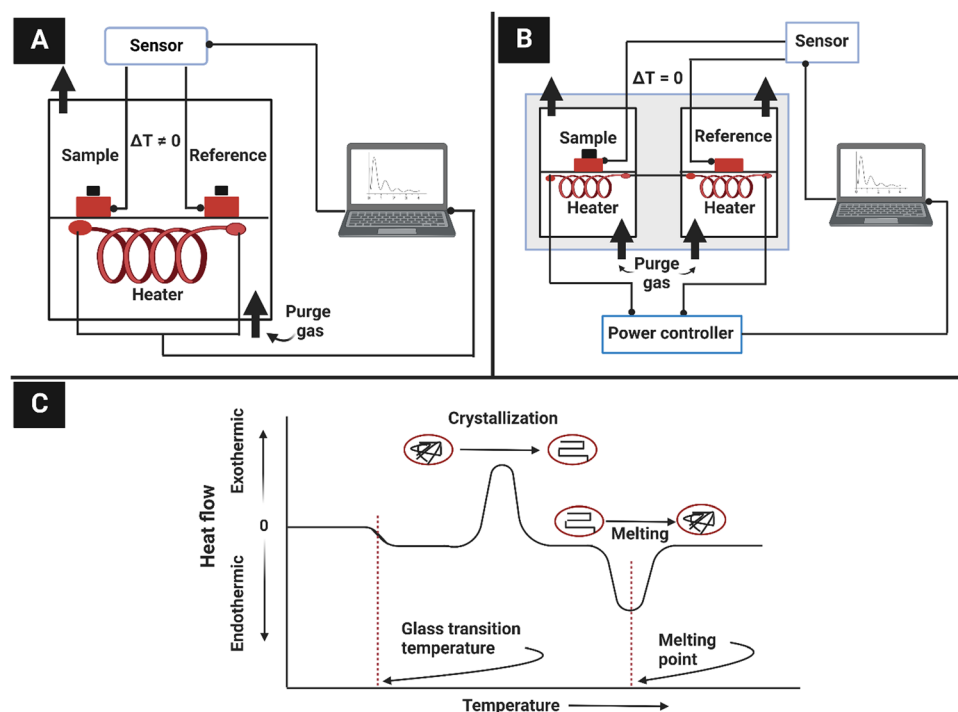 A
Sensor
ΔT ≠ 0
Sample
Reference
Heater
Purge
gas
B
Sensor
ΔT = 0
Sample
Reference
Heater
Heater
Purge
gas
Power controller
C
Crystallization
Exothermic
Heat flow
0
Endothermic
Melting
Glass transition
temperature
Melting
point
Temperature